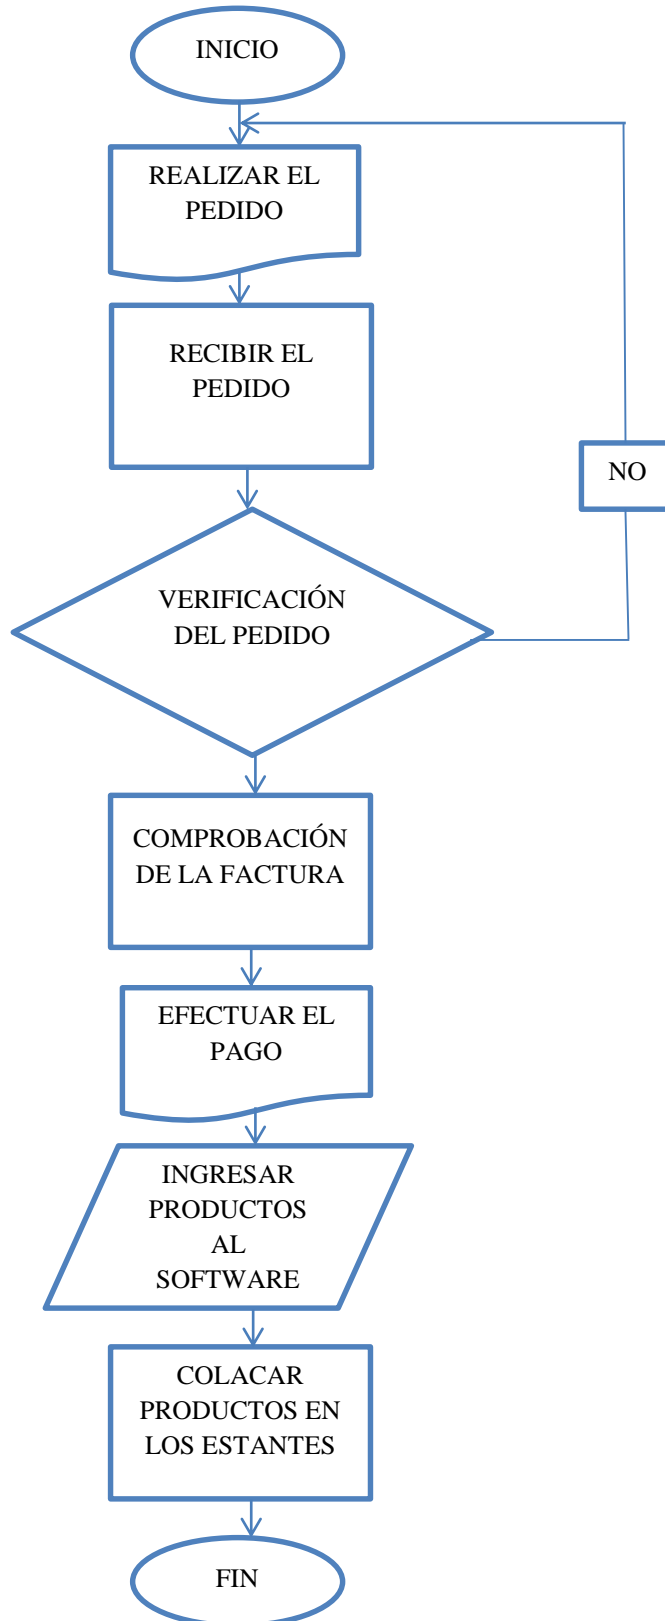 INICIO
REALIZAR EL
PEDIDO
RECIBIR EL
PEDIDO
NO
VERIFICACIÓN
DEL PEDIDO
COMPROBACIÓN
DE LA FACTURA
EFECTUAR EL
PAGO
INGRESAR
PRODUCTOS
AL
SOFTWARE
COLACAR
PRODUCTOS EN
LOS ESTANTES
FIN